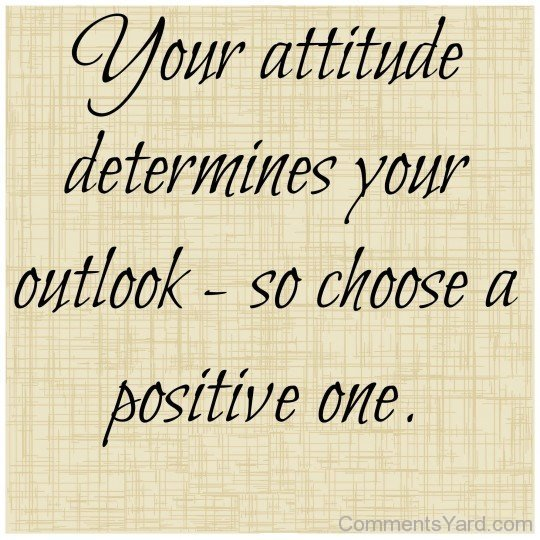 Your attitude
determines your
outlook - so choose a
positive one.
CommentsYard.com